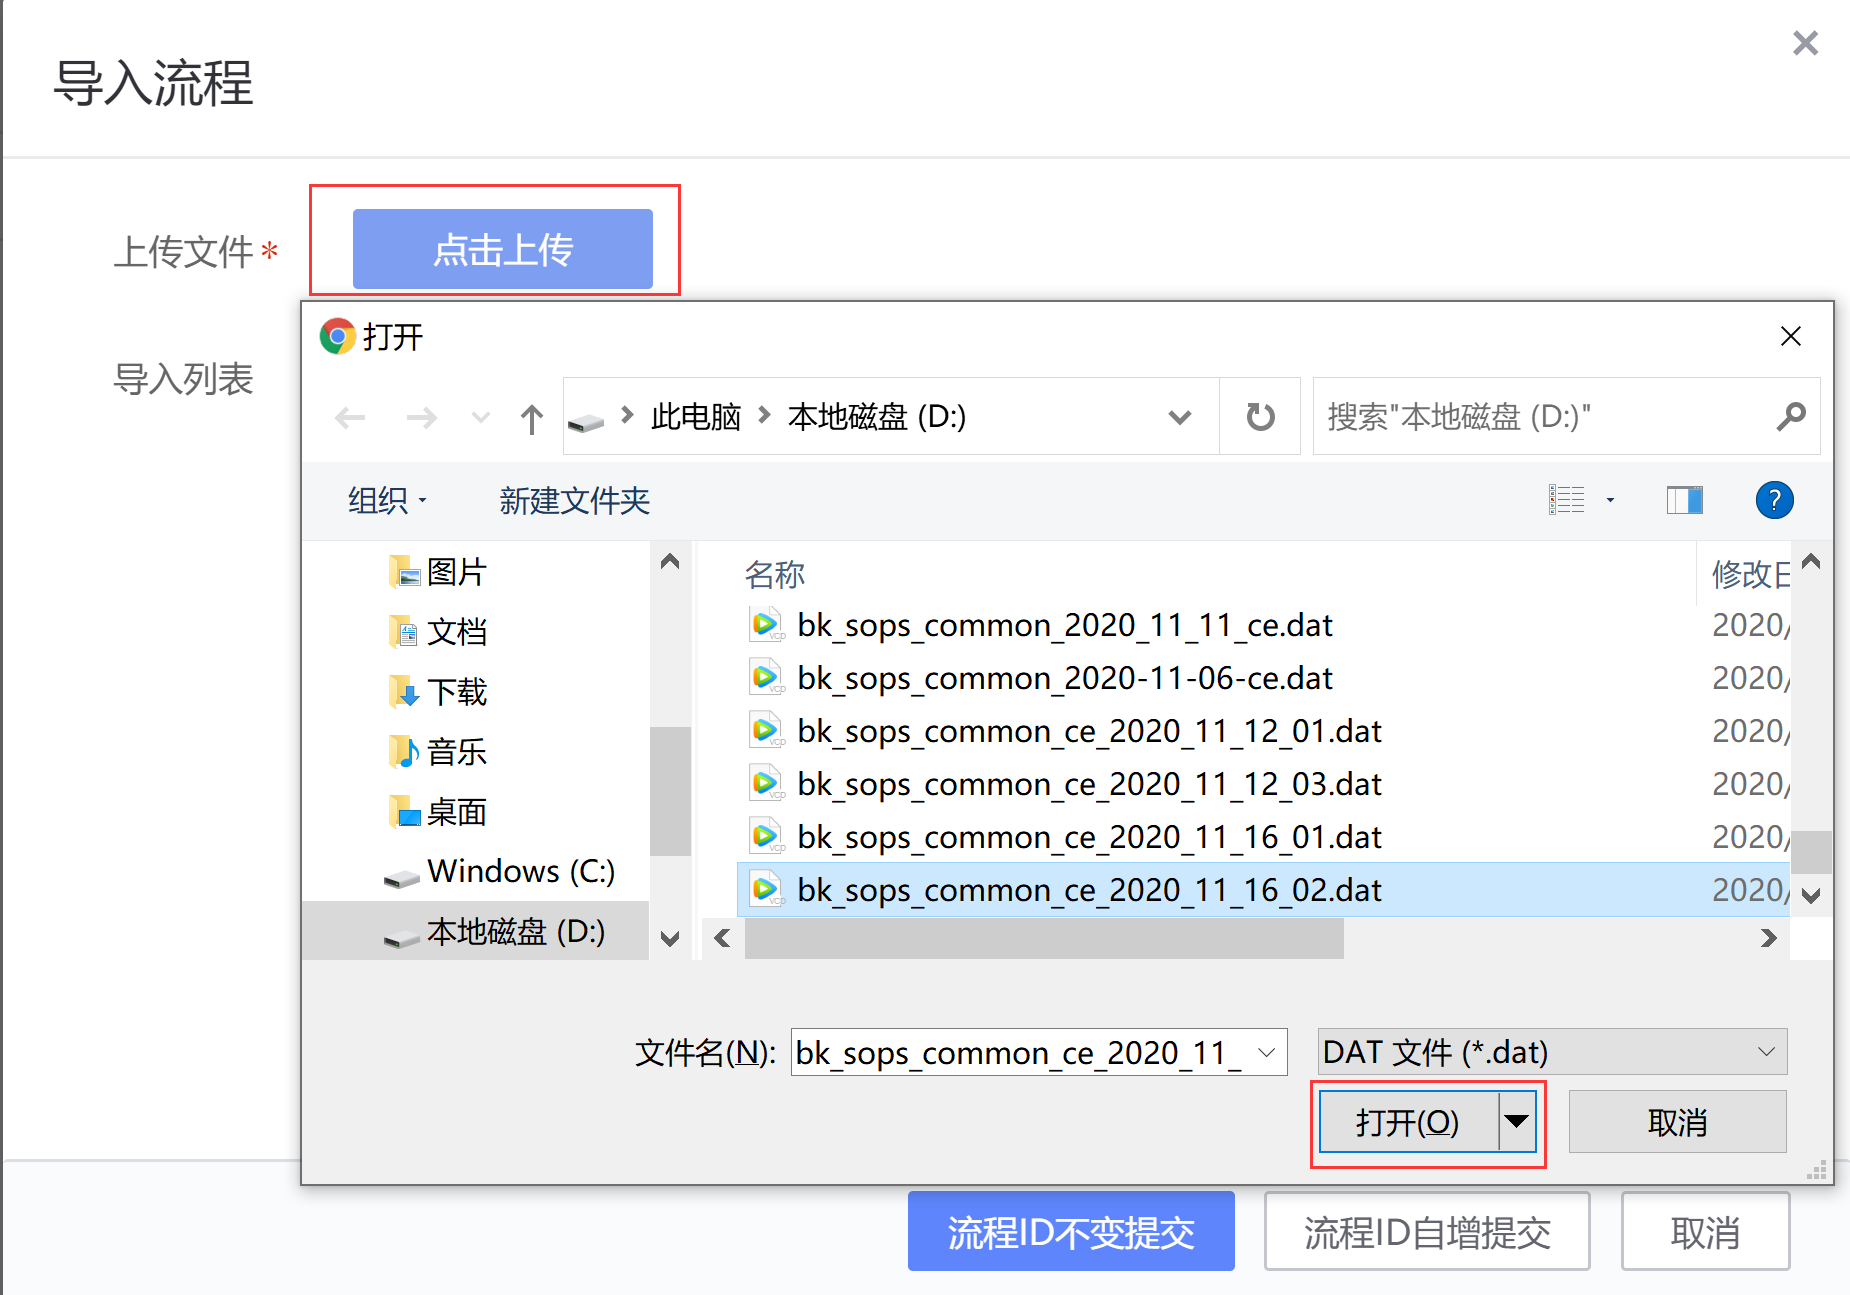 导入流程
上传文件*
点击上传
导入列表
打开
此电脑
本地磁盘 (D:)
搜索"本地磁盘 (D:)"
组织
新建文件夹
?
图片
文档
下载
音乐
桌面
Windows (C:)
本地磁盘 (D:)
名称
修改日
bk_sops_common_2020_11_11_ce.dat
2020/
bk_sops_common_2020-11-06-ce.dat
2020/
bk_sops_common_ce_2020_11_12_01.dat
2020/
bk_sops_common_ce_2020_11_12_03.dat
2020/
bk_sops_common_ce_2020_11_16_01.dat
2020/
bk_sops_common_ce_2020_11_16_02.dat
2020/
文件名(N):
bk_sops_common_ce_2020_11_
DAT 文件 (*.dat)
打开(O)
取消
流程ID不变提交
流程ID自增提交
取消